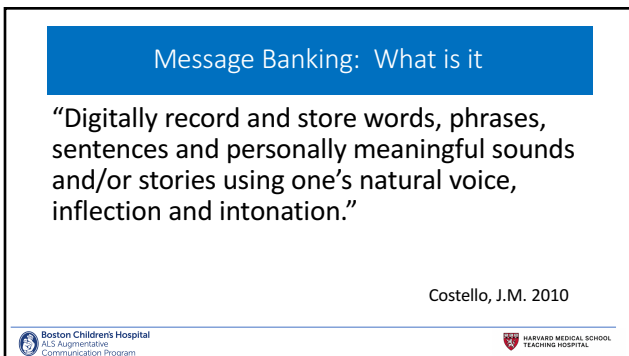 Message Banking:  What is it
“Digitally record and store words, phrases,
sentences and personally meaningful sounds
and/or stories using one’s natural voice,
inflection and intonation.”
Costello, J.M. 2010
Boston Children's Hospital
ALS Augmentative
Communication Program
HARVARD MEDICAL SCHOOL
TEACHING HOSPITAL